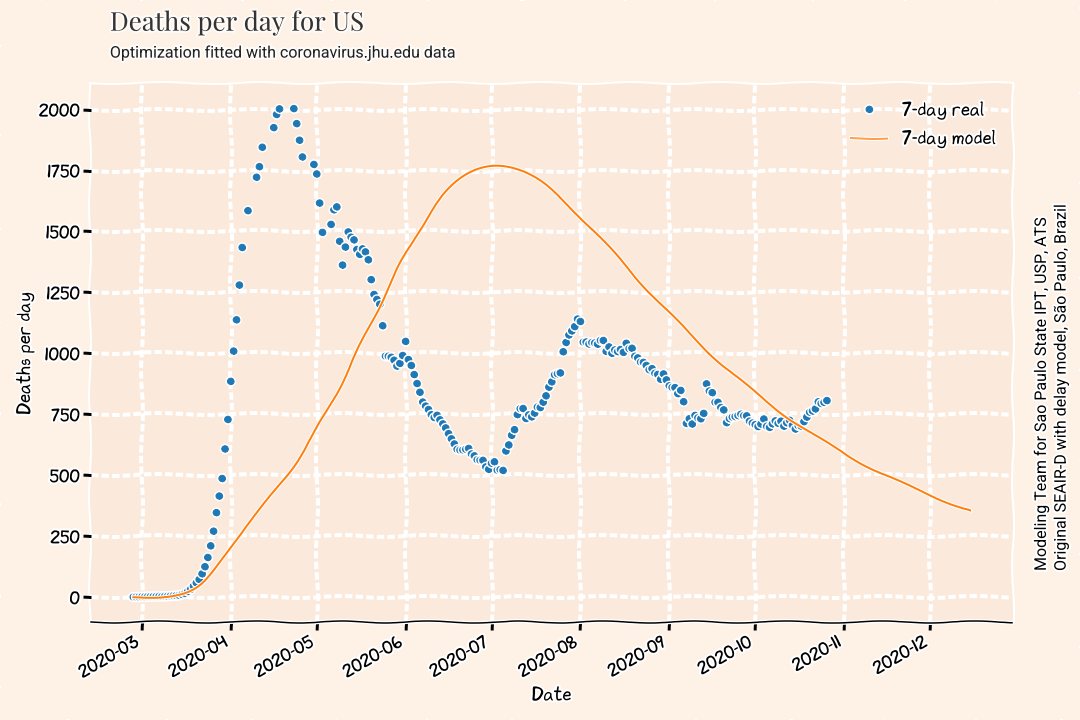 Deaths per day for US
Optimization fitted with coronavirus.jhu.edu data
7-day real
7-day model
Deaths per day
2000
1750
1500
1250
1000
750
500
250
0
2020-03
2020-04
2020-05
2020-06
2020-07
2020-08
2020-09
2020-10
2020-11
2020-12
Date
Modeling Team for Sao Paulo State IPT, USP, ATS
Original SEAIR-D with delay model, São Paulo, Brazil